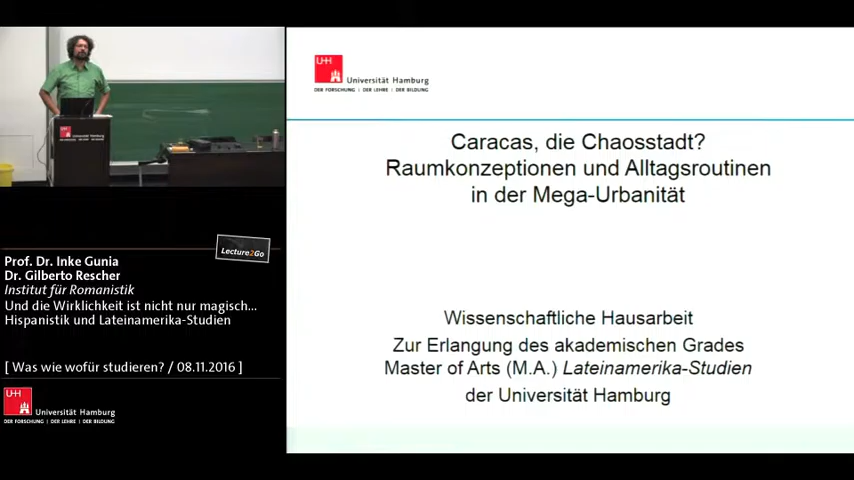 Universität Hamburg
Prof. Dr. Inke Gunia
Dr. Gilberto Rescher
Institut für Romanistik
Und die Wirklichkeit ist nicht nur magisch...
Hispanistik und Lateinamerika-Studien
[ Was wie wofür studieren? / 08.11.2016 ]
Lecture2Go
UH
Universität Hamburg
DER FORSCHUNG | DER LEHRE | DER BILDUNG
UH
Universität Hamburg
DER FORSCHUNG | DER LEHRE | DER BILDUNG
Caracas, die Chaosstadt?
Raumkonzeptionen und Alltagsroutinen
in der Mega-Urbanität
Wissenschaftliche Hausarbeit
Zur Erlangung des akademischen Grades
Master of Arts (M.A.) Lateinamerika-Studien
der Universität Hamburg